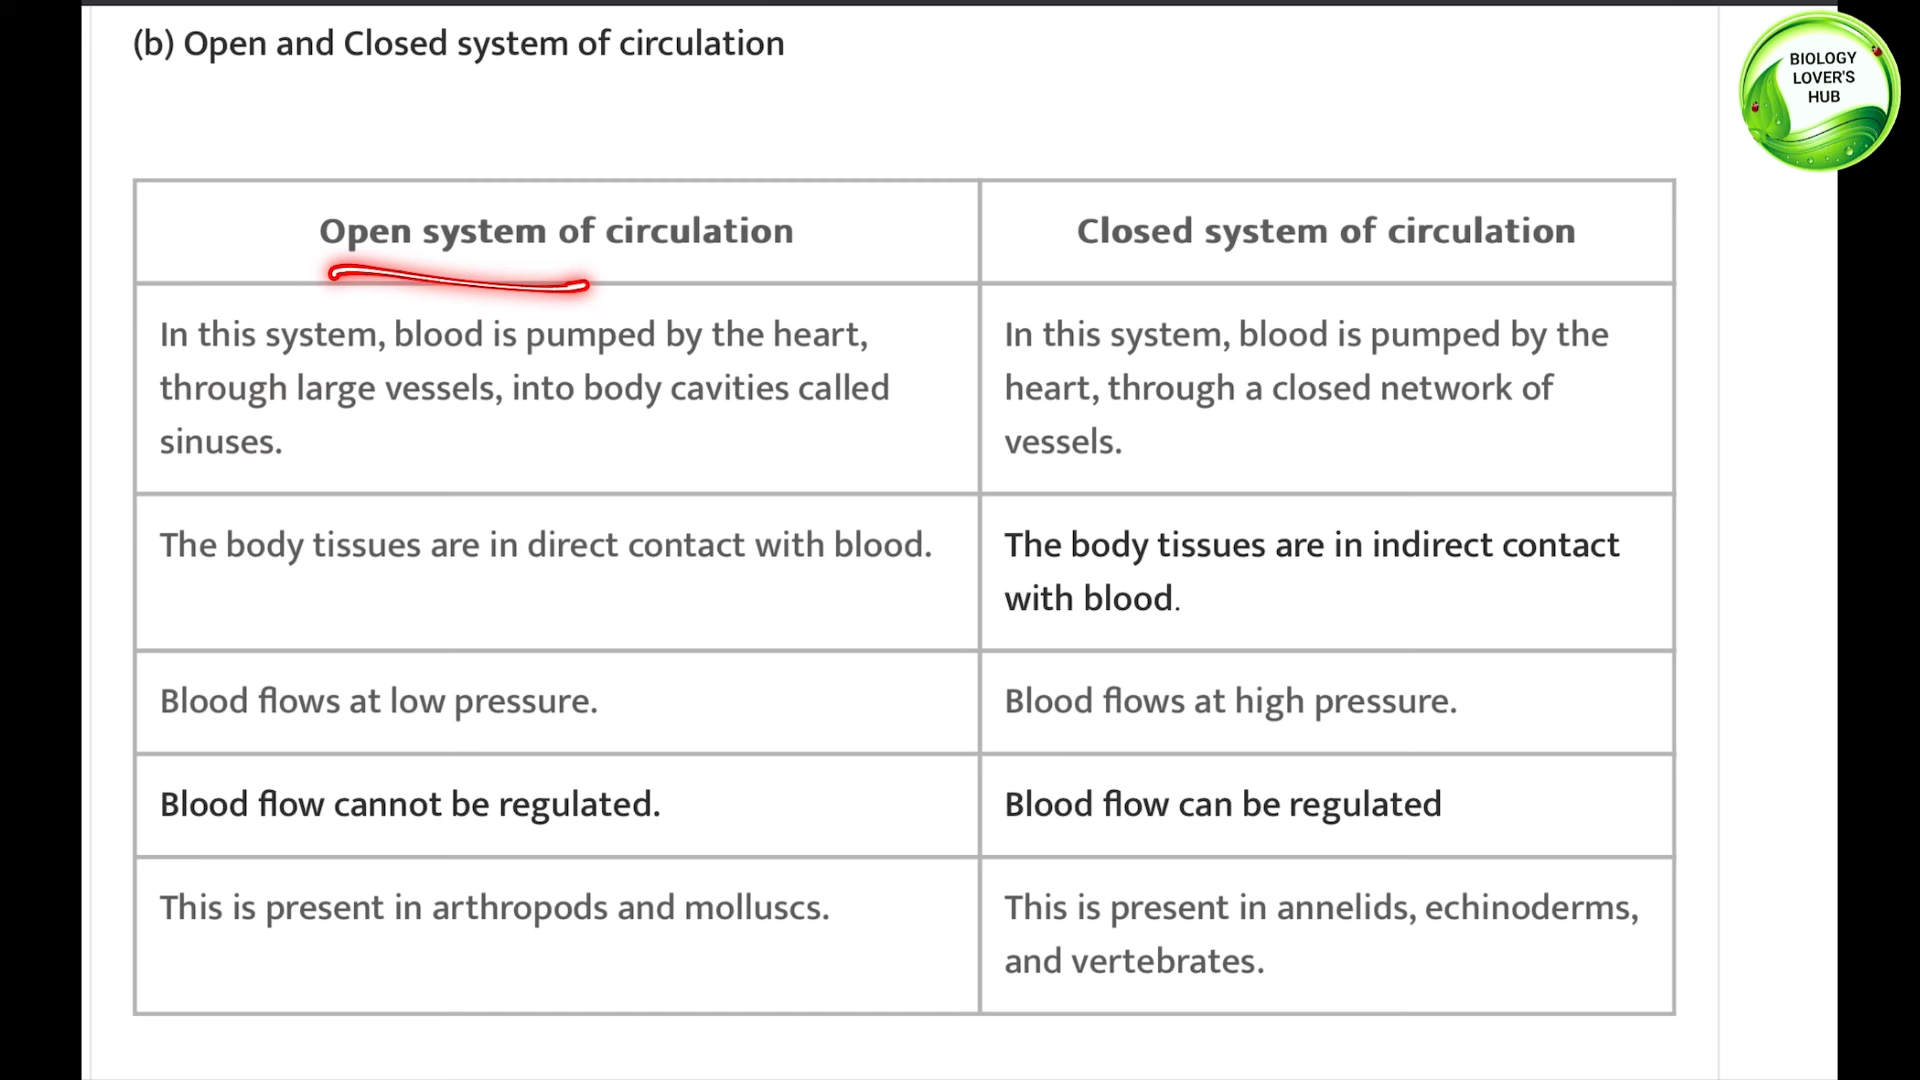 (b) Open and Closed system of circulation
BIOLOGY
LOVER'S
HUB
Open system of circulation
Closed system of circulation
In this system, blood is pumped by the heart,
through large vessels, into body cavities called
sinuses.
In this system, blood is pumped by the
heart, through a closed network of
vessels.
The body tissues are in direct contact with blood.
The body tissues are in indirect contact
with blood.
Blood flows at low pressure.
Blood flows at high pressure.
Blood flow cannot be regulated.
Blood flow can be regulated
This is present in arthropods and molluscs.
This is present in annelids, echinoderms,
and vertebrates.